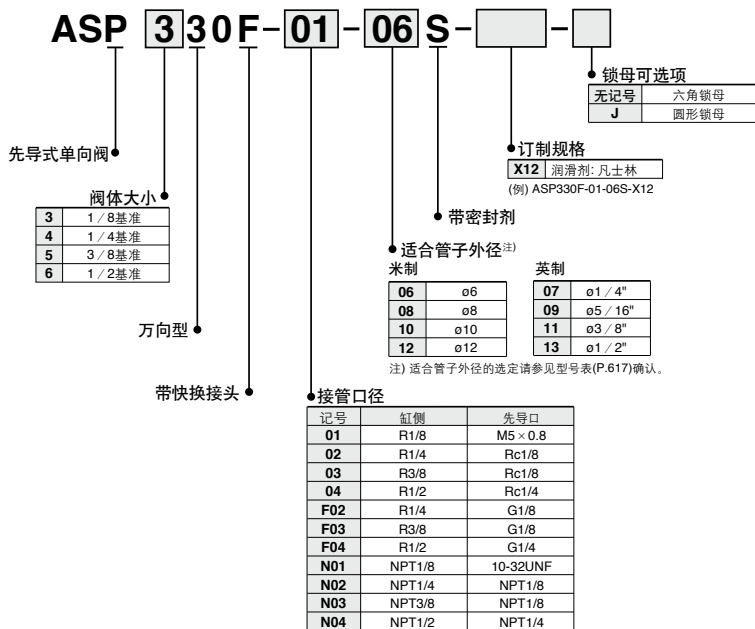 ASP 3 3 0 F - 01 - 06 S -
锁母可选项
无记号 六角锁母
J 圆形锁母
先导式单向阀
订制规格
X12 润滑剂: 凡士林
(例) ASP330F-01-06S-X12
阀体大小
3 1/8基准
4 1/4基准
5 3/8基准
6 1/2基准
带密封剂
适合管子外径注)
米制
06 ø6
08 ø8
10 ø10
12 ø12
英制
07 ø1/4"
09 ø5/16"
11 ø3/8"
13 ø1/2"
注) 适合管子外径的选定请参见型号表(P.617)确认。
万向型
带快换接头
接管口径
记号 缸侧 先导口
01 R1/8 M5×0.8
02 R1/4 Rc1/8
03 R3/8 Rc1/8
04 R1/2 Rc1/4
F02 R1/4 G1/8
F03 R3/8 G1/8
F04 R1/2 G1/4
N01 NPT1/8 10-32UNF
N02 NPT1/4 NPT1/8
N03 NPT3/8 NPT1/8
N04 NPT1/2 NPT1/4